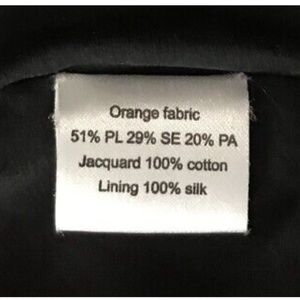 Orange fabric
51% PL 29% SE 20% PA
Jacquard 100% cotton
Lining 100% silk